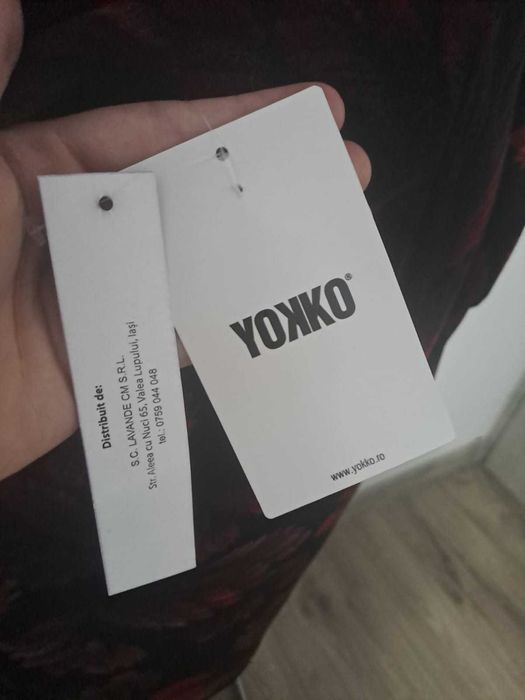 Distribuit de:
S.C. LAVANDE CM S.R.L.
Str. Aleea cu Nuci 65, Valea Lupului, Iași
tel.: 0759 044 048
YOKKO®
www.yokko.ro